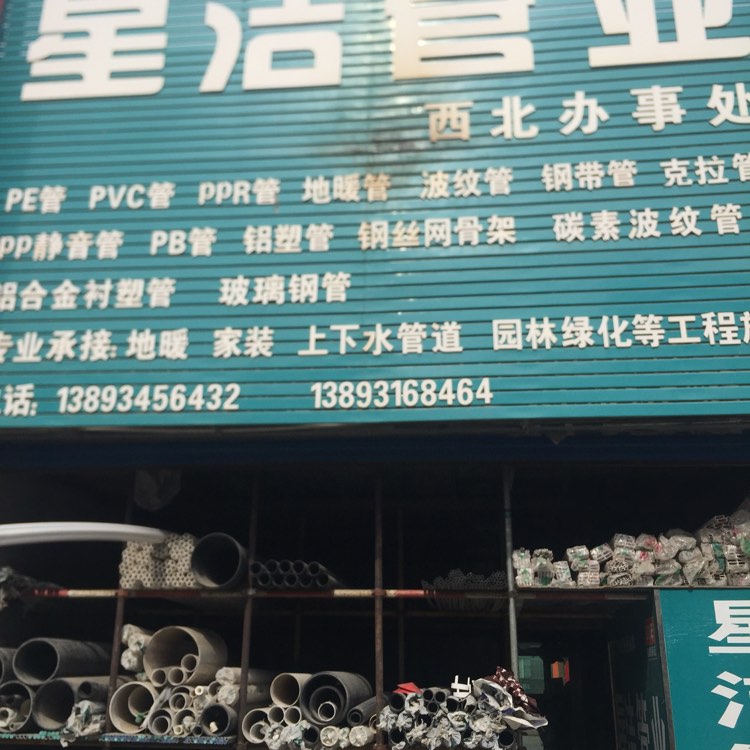 星洁管业
西北办事处
PE管 PVC管 PPR管 地暖管 波纹管 钢带管 克拉管
PP静音管 PB管 铝塑管 钢丝网骨架 碳素波纹管
铝合金衬塑管 玻璃钢管
专业承接:地暖 家装 上下水管道 园林绿化等工程
电话: 13893456432 13893168464
星洁